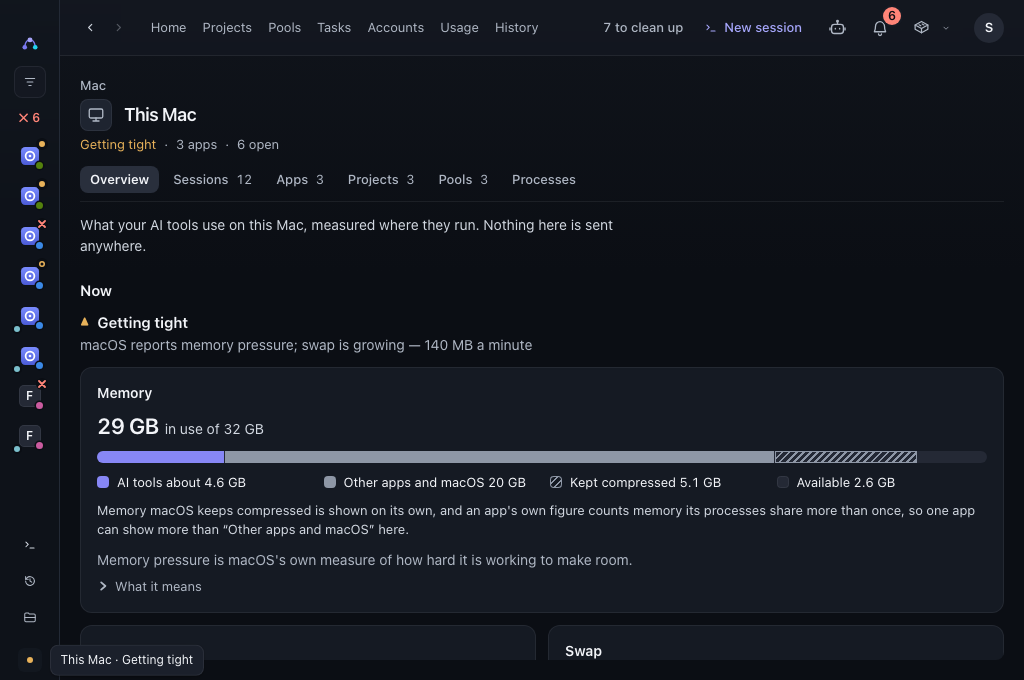 Home Projects Pools Tasks Accounts Usage History 7 to clean up New session 6 S
6
F
F
Mac
This Mac
Getting tight · 3 apps · 6 open
Overview Sessions 12 Apps 3 Projects 3 Pools 3 Processes
What your AI tools use on this Mac, measured where they run. Nothing here is sent
anywhere.
Now
Getting tight
macOS reports memory pressure; swap is growing — 140 MB a minute
Memory
29 GB in use of 32 GB
AI tools about 4.6 GB Other apps and macOS 20 GB Kept compressed 5.1 GB Available 2.6 GB
Memory macOS keeps compressed is shown on its own, and an app's own figure counts memory its processes share more than once, so one app
can show more than “Other apps and macOS” here.
Memory pressure is macOS's own measure of how hard it is working to make room.
What it means
Swap
This Mac · Getting tight